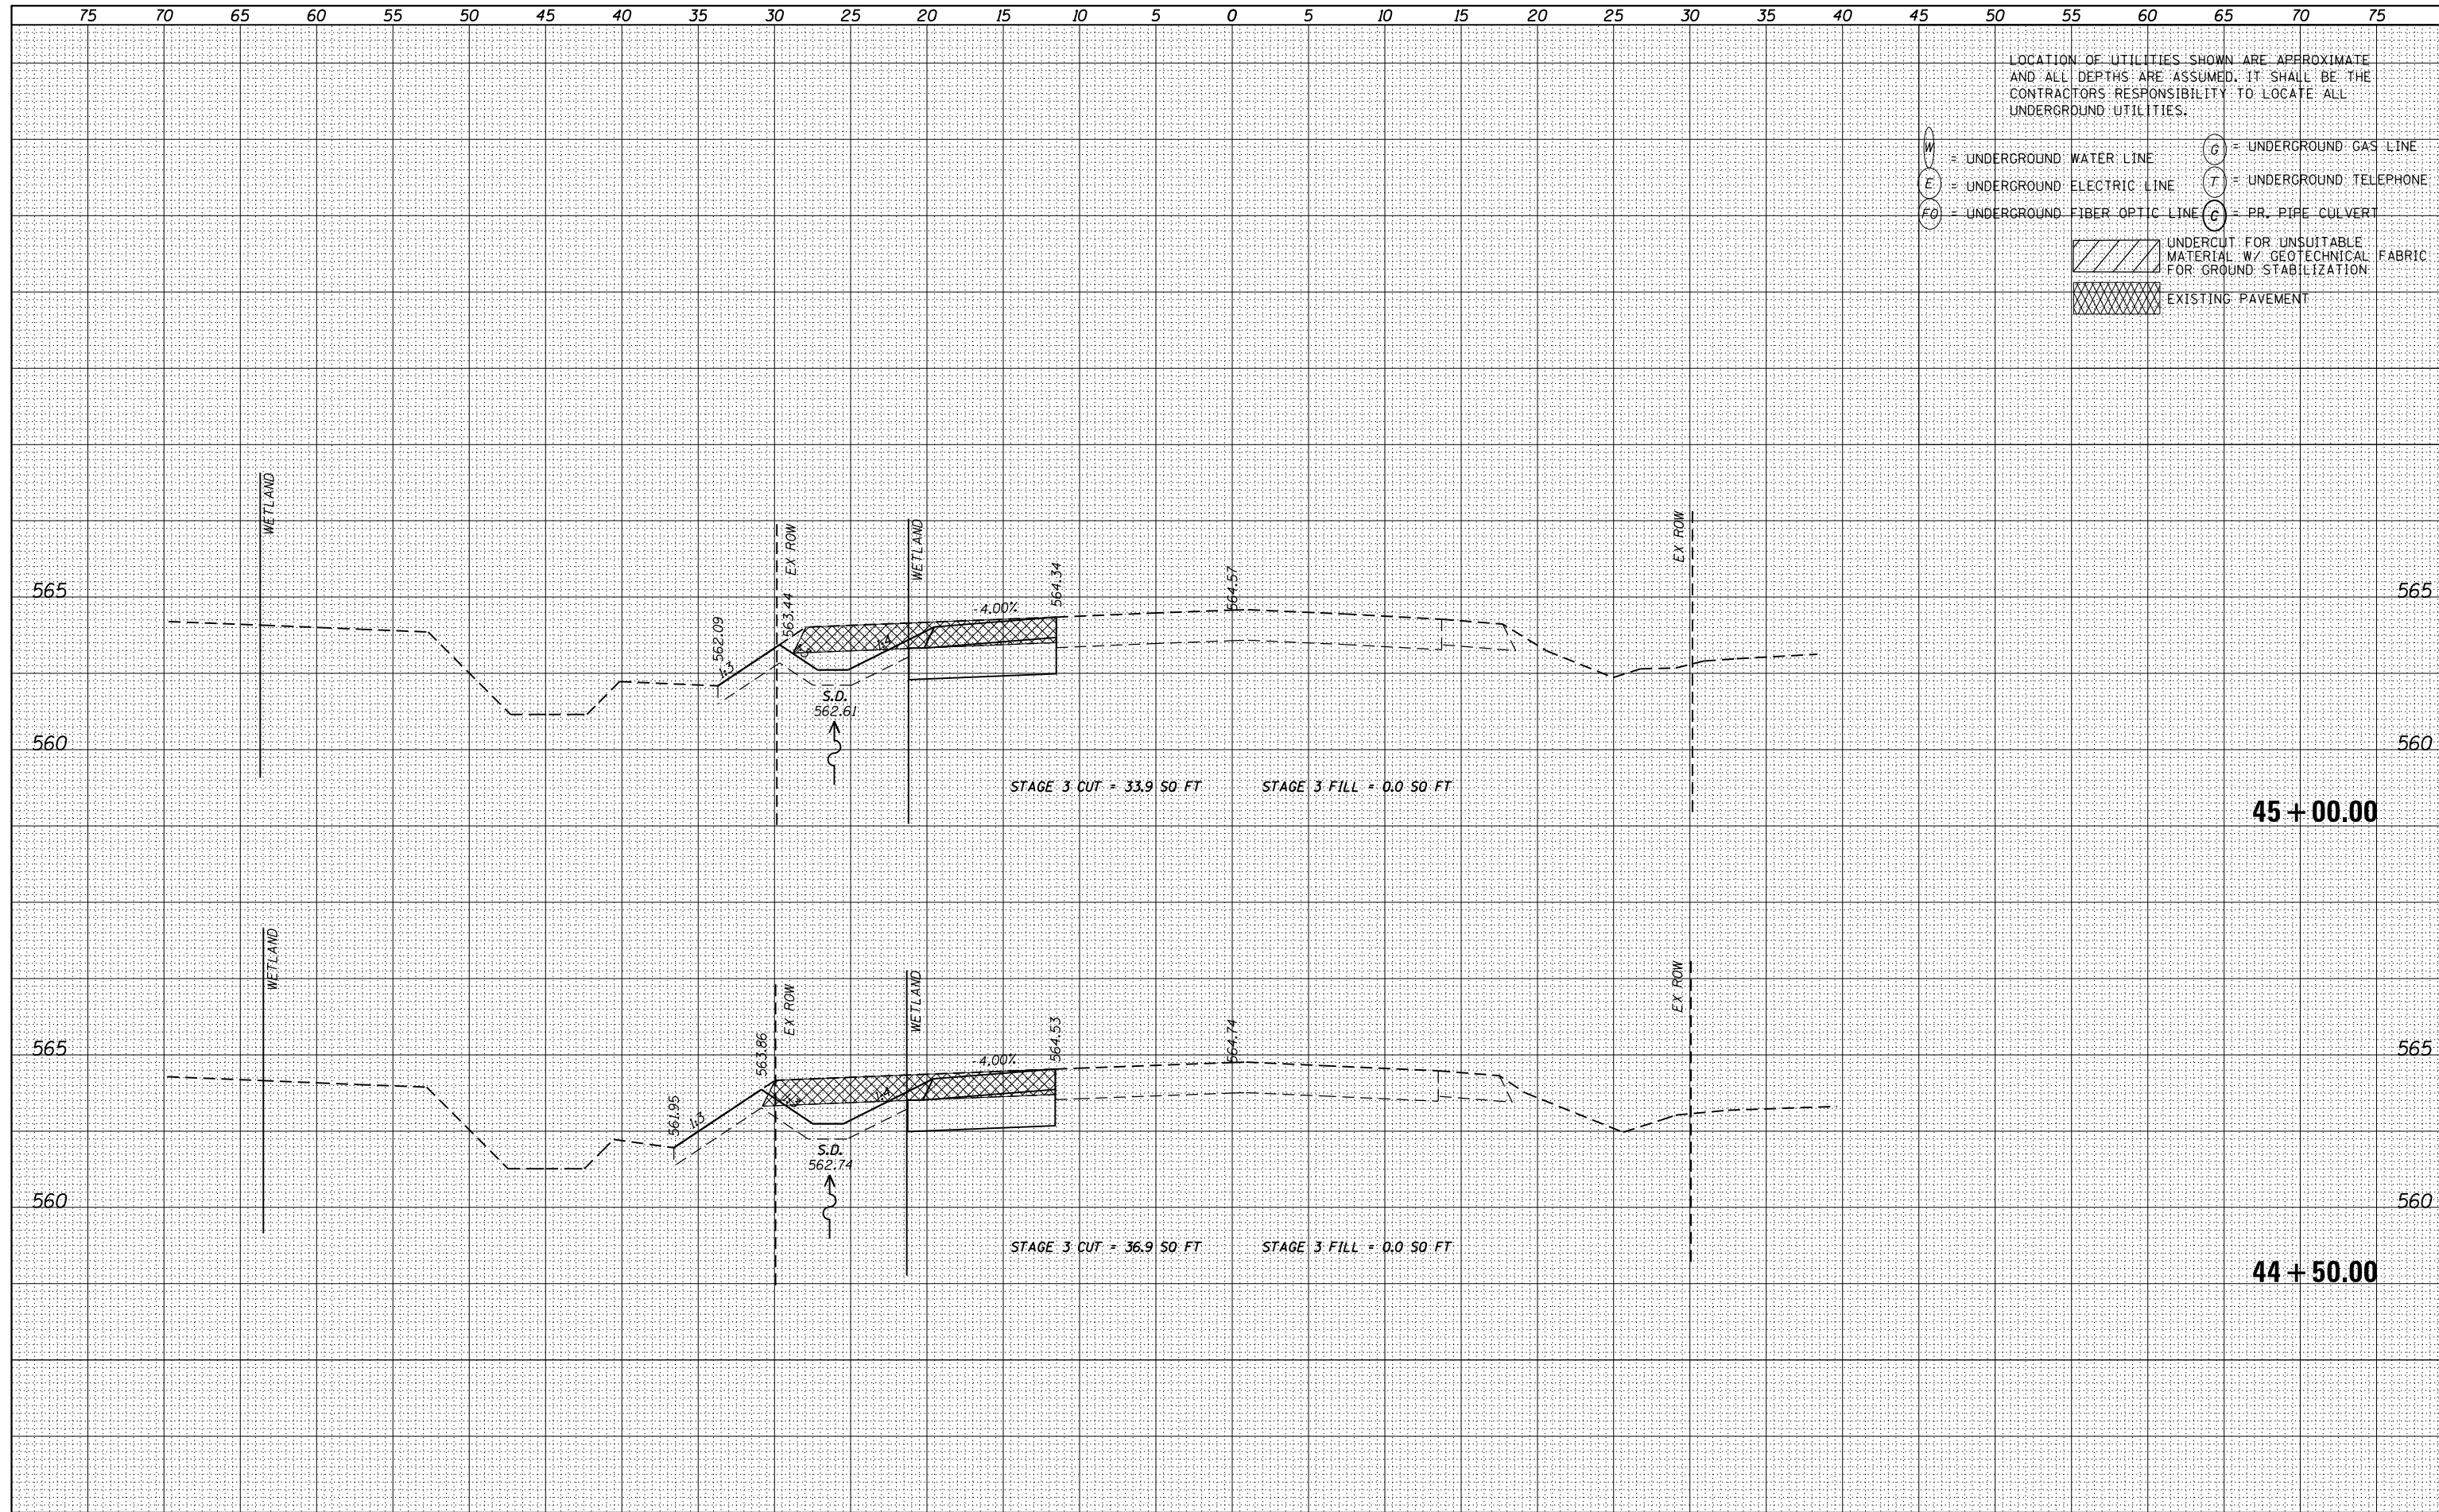 75 70 65 60 55 50 45 40 35 30 25 20 15 10 5 0 5 10 15 20 25 30 35 40 45 50 55 60 65 70 75
LOCATION OF UTILITIES SHOWN ARE APPROXIMATE
AND ALL DEPTHS ARE ASSUMED. IT SHALL BE THE
CONTRACTORS RESPONSIBILITY TO LOCATE ALL
UNDERGROUND UTILITIES.
W = UNDERGROUND WATER LINE
G = UNDERGROUND GAS LINE
E = UNDERGROUND ELECTRIC LINE
T = UNDERGROUND TELEPHONE
FO = UNDERGROUND FIBER OPTIC LINE
C = PR. PIPE CULVERT
UNDERCUT FOR UNSUITABLE
MATERIAL W/ GEOTECHNICAL FABRIC
FOR GROUND STABILIZATION
EXISTING PAVEMENT
WETLAND
EX ROW
WETLAND
EX ROW
565
562.09
563.44
-4.00%
564.34
564.57
565
1:3
1:4
S.D.
562.61
560
560
STAGE 3 CUT = 33.9 SQ FT
STAGE 3 FILL = 0.0 SQ FT
45+00.00
WETLAND
EX ROW
WETLAND
EX ROW
565
561.95
563.86
-4.00%
564.53
564.74
565
1:3
1:4
S.D.
562.74
560
560
STAGE 3 CUT = 36.9 SQ FT
STAGE 3 FILL = 0.0 SQ FT
44+50.00